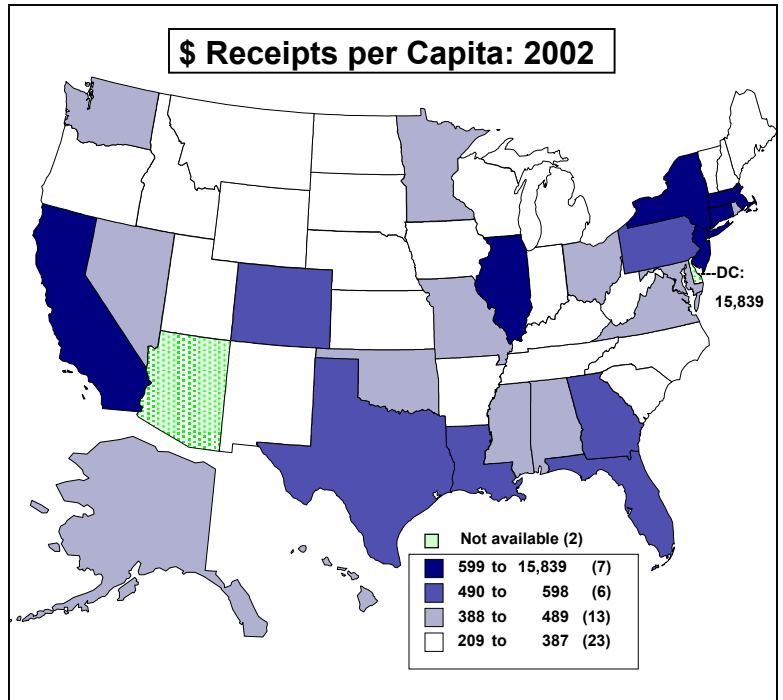 $ Receipts per Capita: 2002
DC:
15,839
Not available (2)
599 to 15,839 (7)
490 to 598 (6)
388 to 489 (13)
209 to 387 (23)